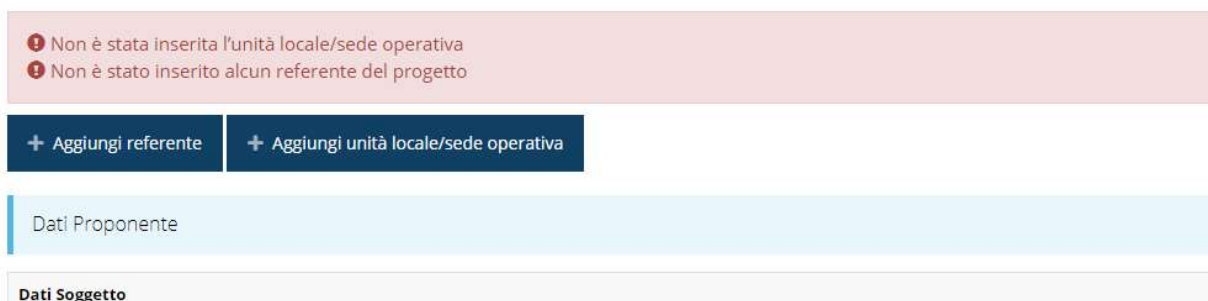 Non è stata inserita l'unità locale/sede operativa
Non è stato inserito alcun referente del progetto
+ Aggiungi referente + Aggiungi unità locale/sede operativa
Dati Proponente
Dati Soggetto